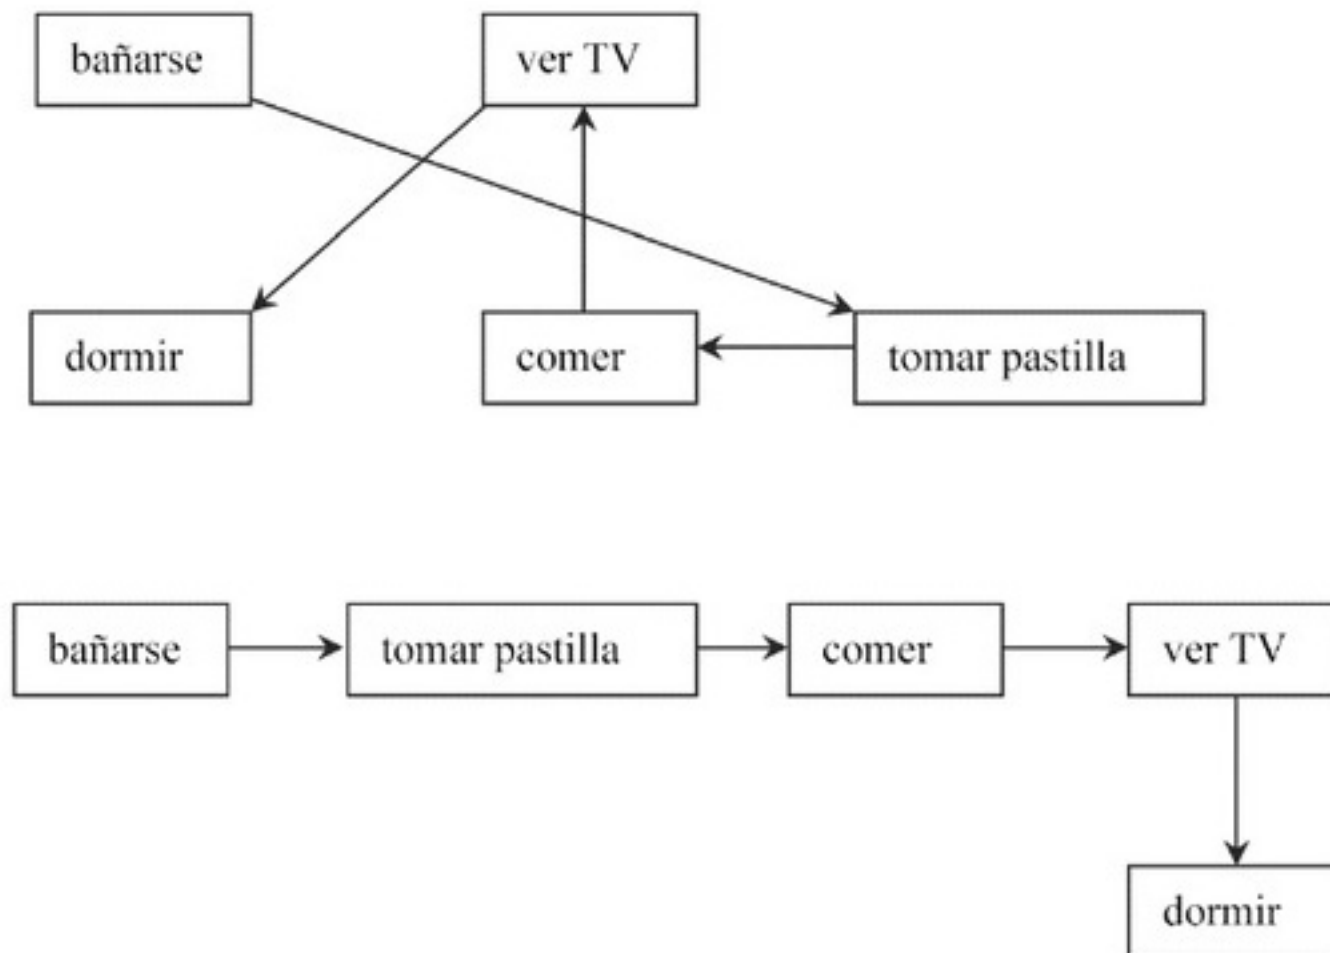 bañarse
ver TV
dormir
comer
tomar pastilla
bañarse
tomar pastilla
comer
ver TV
dormir